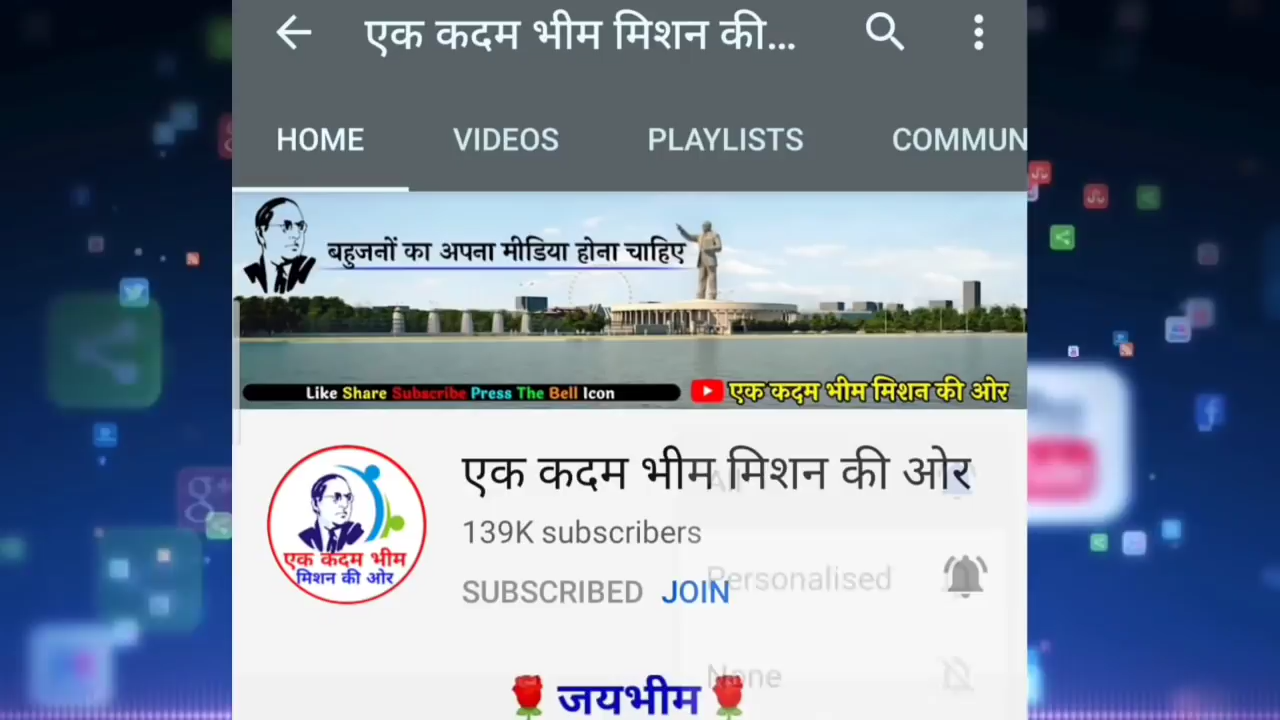 एक कदम भीम मिशन की...
HOME VIDEOS PLAYLISTS COMMUN
बहुजनों का अपना मीडिया होना चाहिए
Like Share Subscribe Press The Bell Icon
एक कदम भीम मिशन की ओर
एक कदम भीम मिशन की ओर
All
139K subscribers
एक कदम भीम
मिशन की ओर
Personalised
SUBSCRIBED JOIN
None
जयभीम